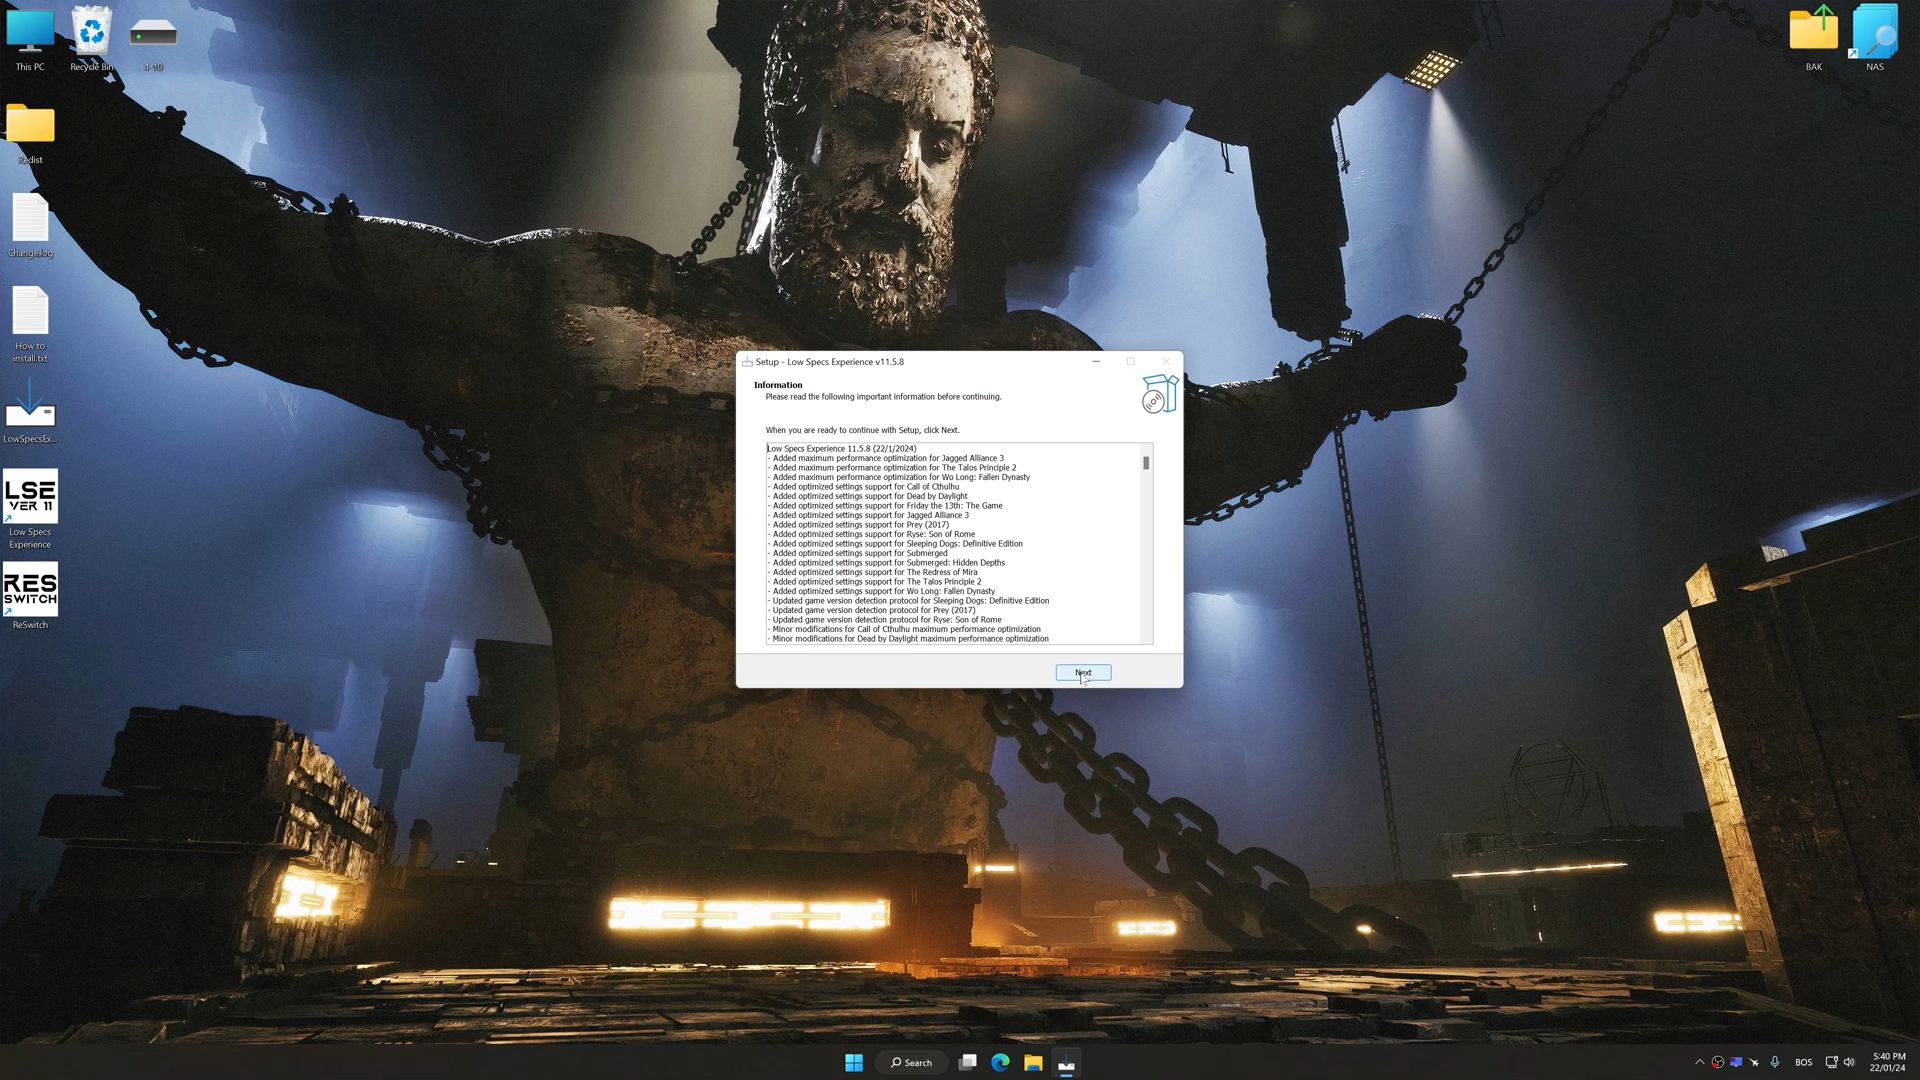 This PC
Recycle Bin
4-10
BAK
NAS
Redist
Changelog
How to
install.txt
LowSpecsEx...
LSE
VER 11
Low Specs
Experience
RES
SWITCH
ReSwitch
Setup - Low Specs Experience v11.5.8
Information
Please read the following important information before continuing.
When you are ready to continue with Setup, click Next.
Low Specs Experience 11.5.8 (22/1/2024)
- Added maximum performance optimization for Jagged Alliance 3
- Added maximum performance optimization for The Talos Principle 2
- Added maximum performance optimization for Wo Long: Fallen Dynasty
- Added optimized settings support for Call of Cthulhu
- Added optimized settings support for Dead by Daylight
- Added optimized settings support for Friday the 13th: The Game
- Added optimized settings support for Jagged Alliance 3
- Added optimized settings support for Prey (2017)
- Added optimized settings support for Ryse: Son of Rome
- Added optimized settings support for Sleeping Dogs: Definitive Edition
- Added optimized settings support for Submerged
- Added optimized settings support for Submerged: Hidden Depths
- Added optimized settings support for The Redress of Mira
- Added optimized settings support for The Talos Principle 2
- Added optimized settings support for Wo Long: Fallen Dynasty
- Updated game version detection protocol for Sleeping Dogs: Definitive Edition
- Updated game version detection protocol for Prey (2017)
- Updated game version detection protocol for Ryse: Son of Rome
- Minor modifications for Call of Cthulhu maximum performance optimization
- Minor modifications for Dead by Daylight maximum performance optimization
Next
Search
BOS
5:40 PM
22/01/24